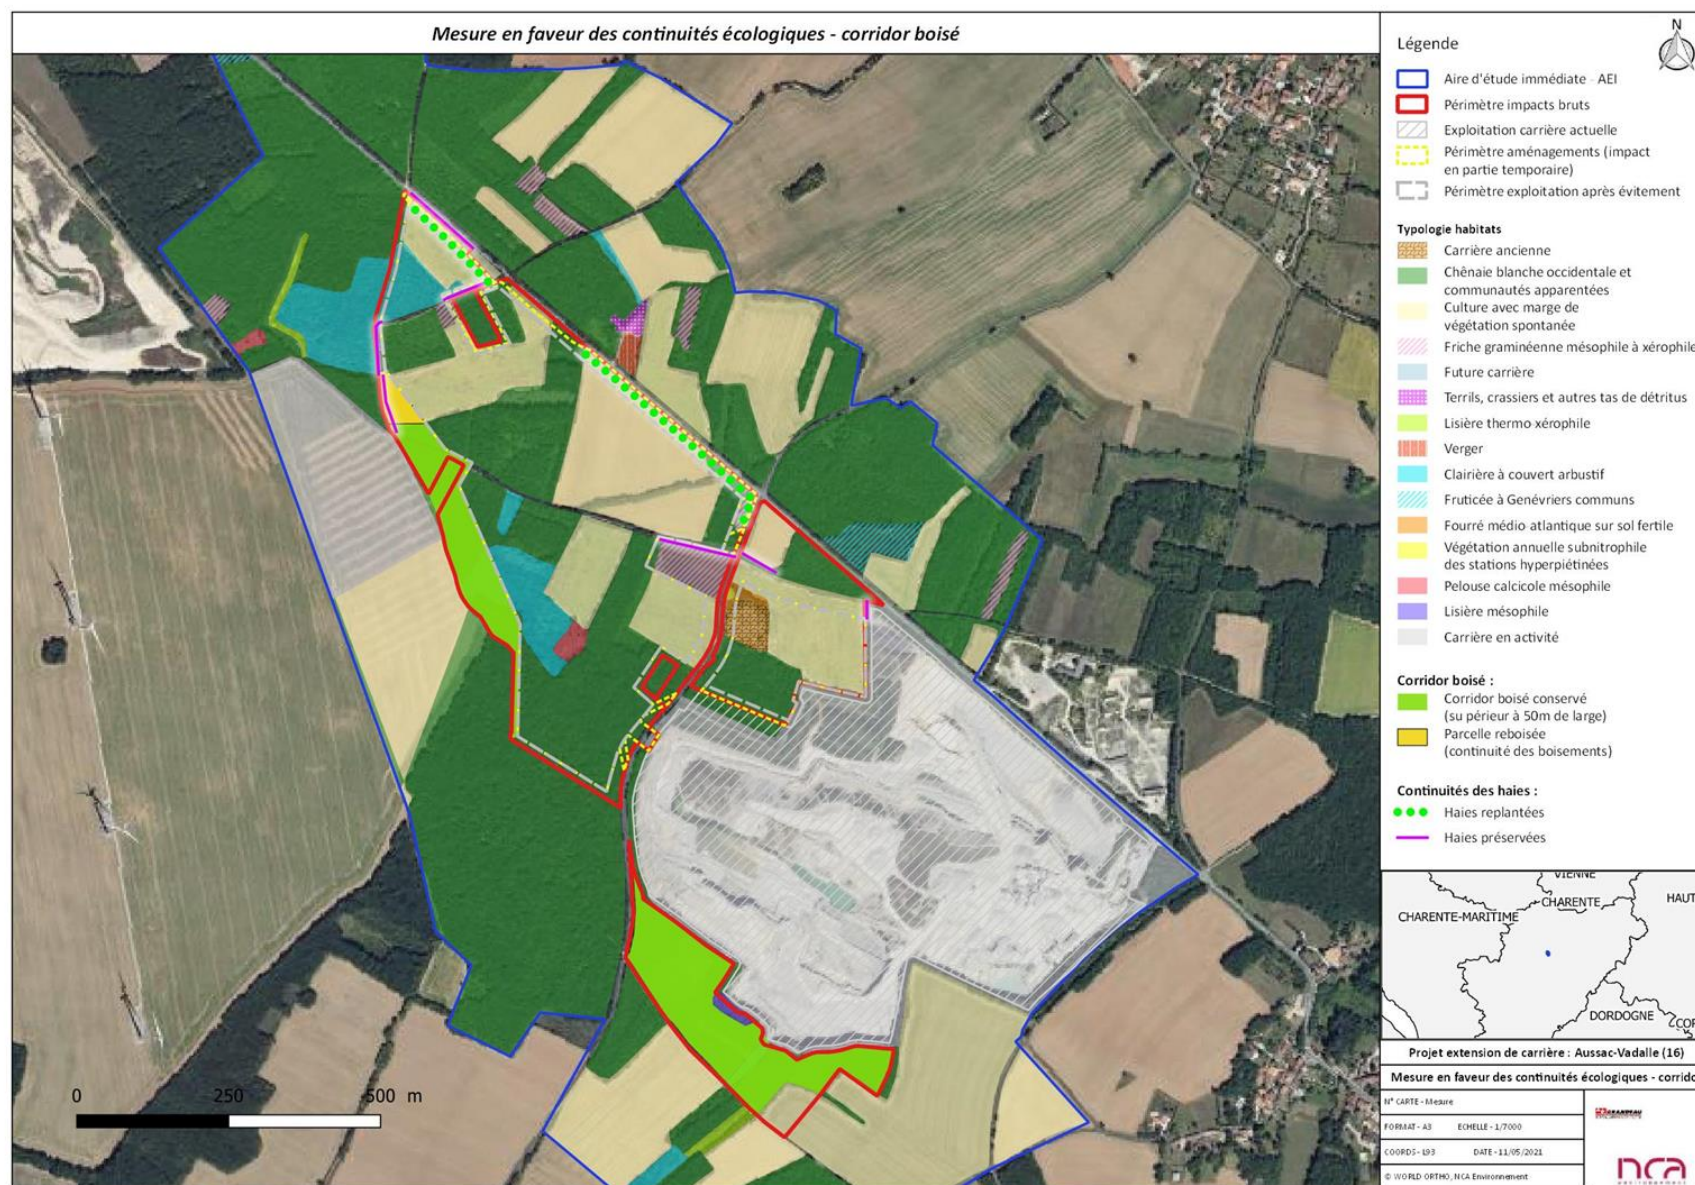 Mesure en faveur des continuités écologiques - corridor boisé
N
Légende
Aire d'étude immédiate - AEI
Périmètre impacts bruts
Exploitation carrière actuelle
Périmètre aménagements (impact
en partie temporaire)
Périmètre exploitation après évitement
Typologie habitats
Carrière ancienne
Chênaie blanche occidentale et
communautés apparentées
Culture avec marge de
végétation spontanée
Friche graminéenne mésophile à xérophile
Future carrière
Terrils, crassiers et autres tas de détritus
Lisière thermo xérophile
Verger
Clairière à couvert arbustif
Fruticée à Genévriers communs
Fourré médio-atlantique sur sol fertile
Végétation annuelle subnitrophile
des stations hyperpiétinées
Pelouse calcicole mésophile
Lisière mésophile
Carrière en activité
Corridor boisé :
Corridor boisé conservé
(su périeur à 50m de large)
Parcelle reboisée
(continuité des boisements)
Continuités des haies :
Haies replantées
Haies préservées
VIENNE
CHARENTE
HAUT
CHARENTE-MARITIME
DORDOGNE
COR
0 250 500 m
Projet extension de carrière : Aussac-Vadalle (16)
Mesure en faveur des continuités écologiques - corrido
N° CARTE - Mesure
FORMAT - A3 ECHELLE - 1/7000
COORDS - L93 DATE - 11/05/2021
© WORLD ORTHO, NCA Environnement
nca
environnement